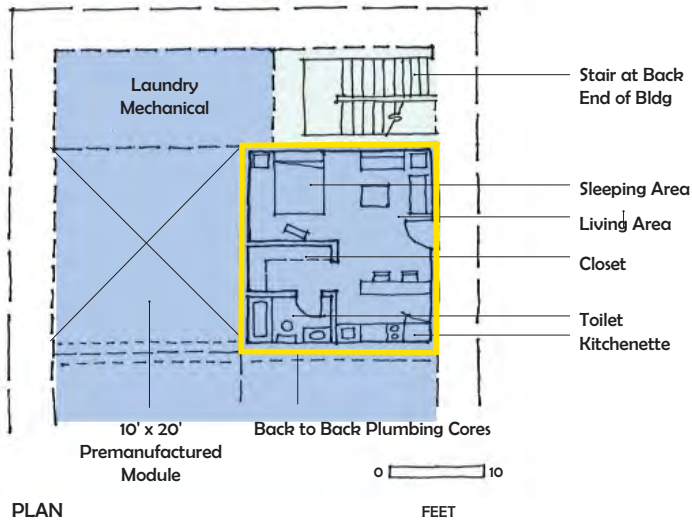 Laundry
Mechanical
Stair at Back
End of Bldg
Sleeping Area
Living Area
Closet
Toilet
Kitchenette
10' x 20'
Premanufactured
Module
Back to Back Plumbing Cores
0 10
PLAN
FEET